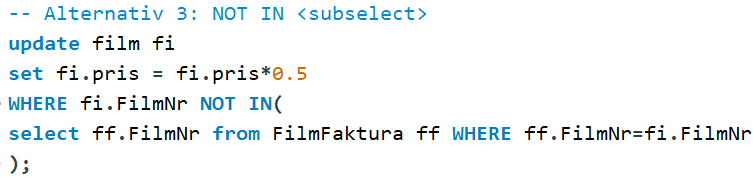 -- Alternativ 3: NOT IN <subselect>
update film fi
set fi.pris = fi.pris*0.5
WHERE fi.FilmNr NOT IN(
select ff.FilmNr from FilmFaktura ff WHERE ff.FilmNr=fi.FilmNr
);